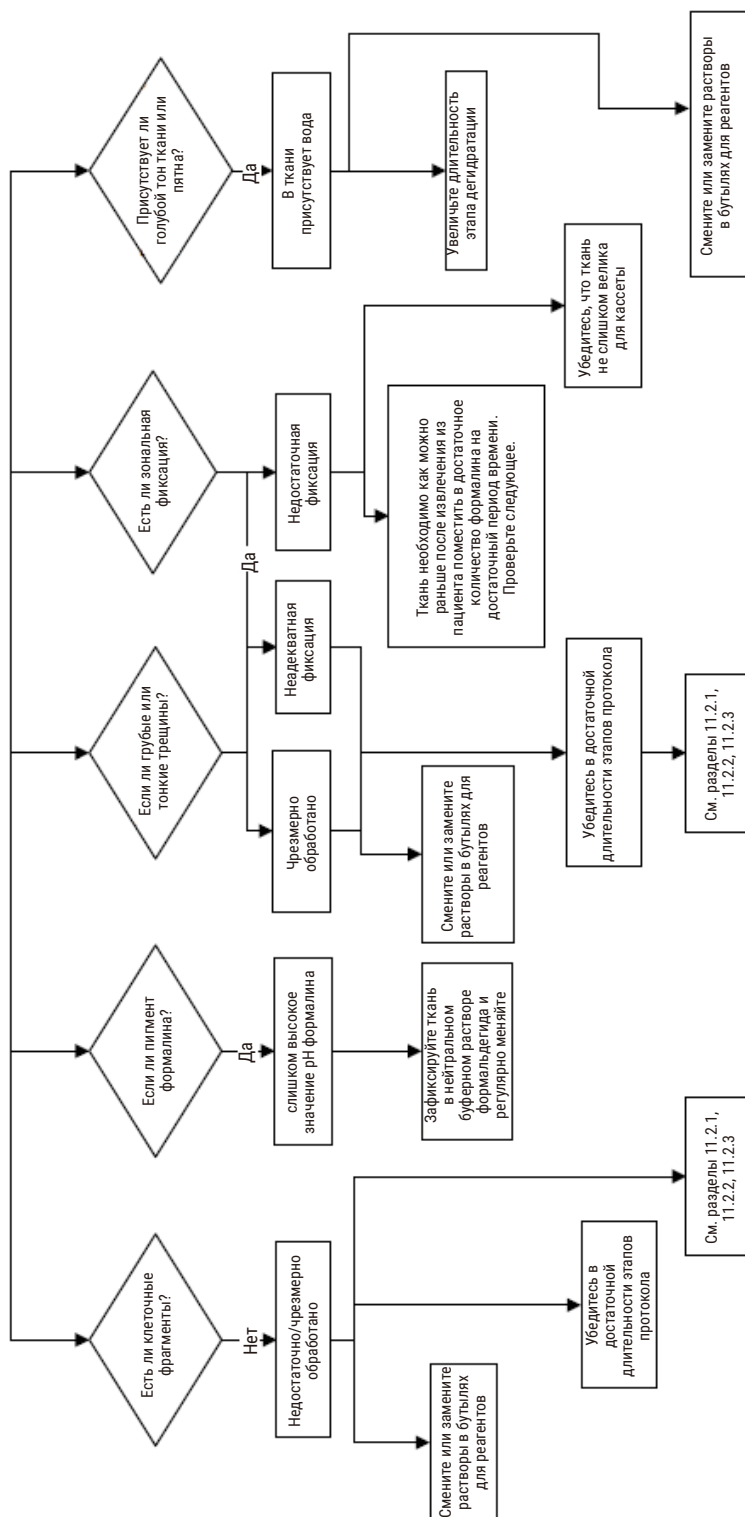 Есть ли клеточные
фрагменты?
Нет
Недостаточно/чрезмерно
обработано
Смените или замените
растворы в бутылях
для реагентов
Убедитесь в
достаточной
длительности этапов
протокола
См. разделы 11.2.1,
11.2.2, 11.2.3
Если ли пигмент
формалина?
Да
слишком высокое
значение pH формалина
Зафиксируйте ткань
в нейтральном
буферном растворе
формальдегида и
регулярно меняйте
Если ли грубые или
тонкие трещины?
Чрезмерно
обработано
Смените или замените
растворы в бутылях для
реагентов
Неадекватная
фиксация
Убедитесь в достаточной
длительности этапов протокола
См. разделы 11.2.1,
11.2.2, 11.2.3
Есть ли зональная
фиксация?
Да
Недостаточная
фиксация
Ткань необходимо как можно
раньше после извлечения из
пациента поместить в достаточное
количество формалина на
достаточный период времени.
Проверьте следующее.
Убедитесь, что ткань
не слишком велика
для кассеты
Присутствует ли
голубой тон ткани или
пятна?
Да
В ткани
присутствует вода
Увеличьте длительность
этапа дегидратации
Смените или замените растворы
в бутылях для реагентов